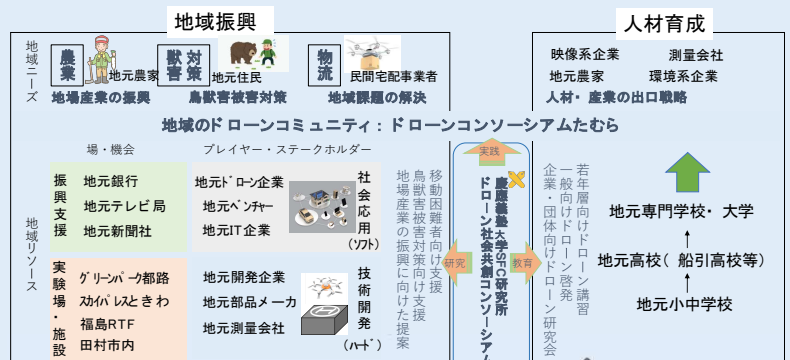 地域振興
人材育成
地域ニーズ
農業
地元農家
地場産業の振興
獣害対策
地元住民
鳥獣害被害対策
物流
民間宅配事業者
地域課題の解決
映像系企業
測量会社
地元農家
環境系企業
人材・産業の出口戦略
地域のドローンコミュニティ：ドローンコンソーシアムたむら
地域リソース
場・機会
プレイヤー・ステークホルダー
振興支援
地元銀行
地元テレビ局
地元新聞社
地元ﾄﾞﾛｰﾝ企業
地元ﾍﾞﾝﾁｬｰ
地元IT企業
社会応用
(ソフト)
実験場・施設
ｸﾞﾘｰﾝﾊﾟｰｸ都路
ｽｶｲﾊﾟﾚｽときわ
福島RTF
田村市内
地元開発企業
地元部品メーカ
地元測量会社
技術開発
(ﾊｰﾄﾞ)
移動困難者向け支援
鳥獣害被害対策向け支援
地場産業の振興に向けた提案
実践
研究
教育
慶應義塾大学SFC研究所
ドローン社会共創コンソーシアム
若年層向けドローン講習
一般向けドローン啓発
企業・団体向けドローン研究会
地元専門学校・大学
地元高校(船引高校等)
地元小中学校